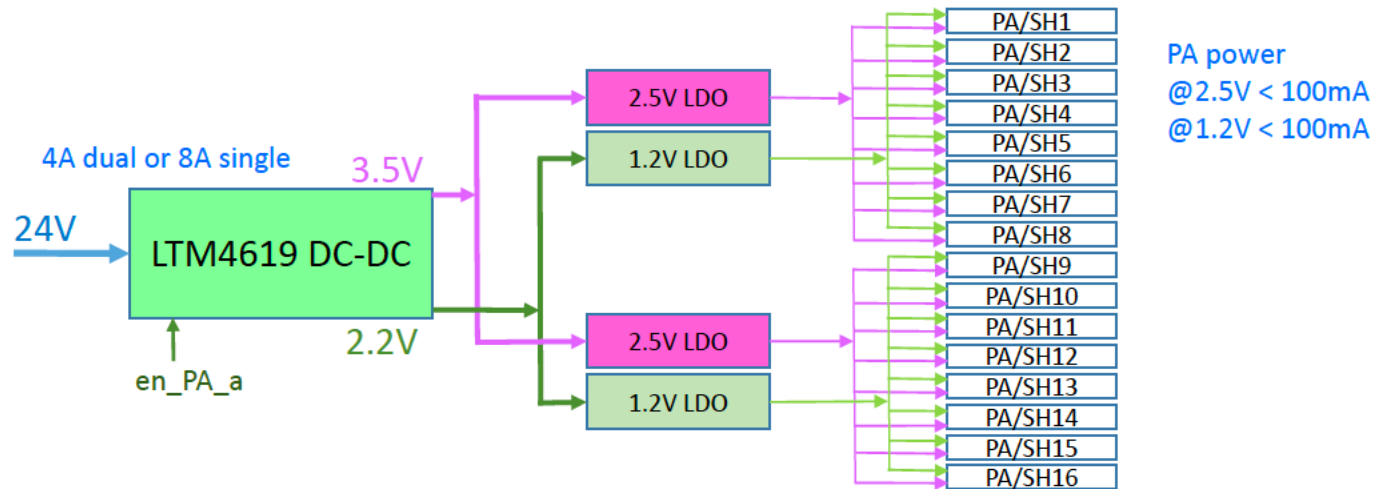 4A dual or 8A single
24V
LTM4619 DC-DC
en_PA_a
3.5V
2.2V
2.5V LDO
1.2V LDO
2.5V LDO
1.2V LDO
PA/SH1
PA/SH2
PA/SH3
PA/SH4
PA/SH5
PA/SH6
PA/SH7
PA/SH8
PA/SH9
PA/SH10
PA/SH11
PA/SH12
PA/SH13
PA/SH14
PA/SH15
PA/SH16
PA power
@2.5V < 100mA
@1.2V < 100mA